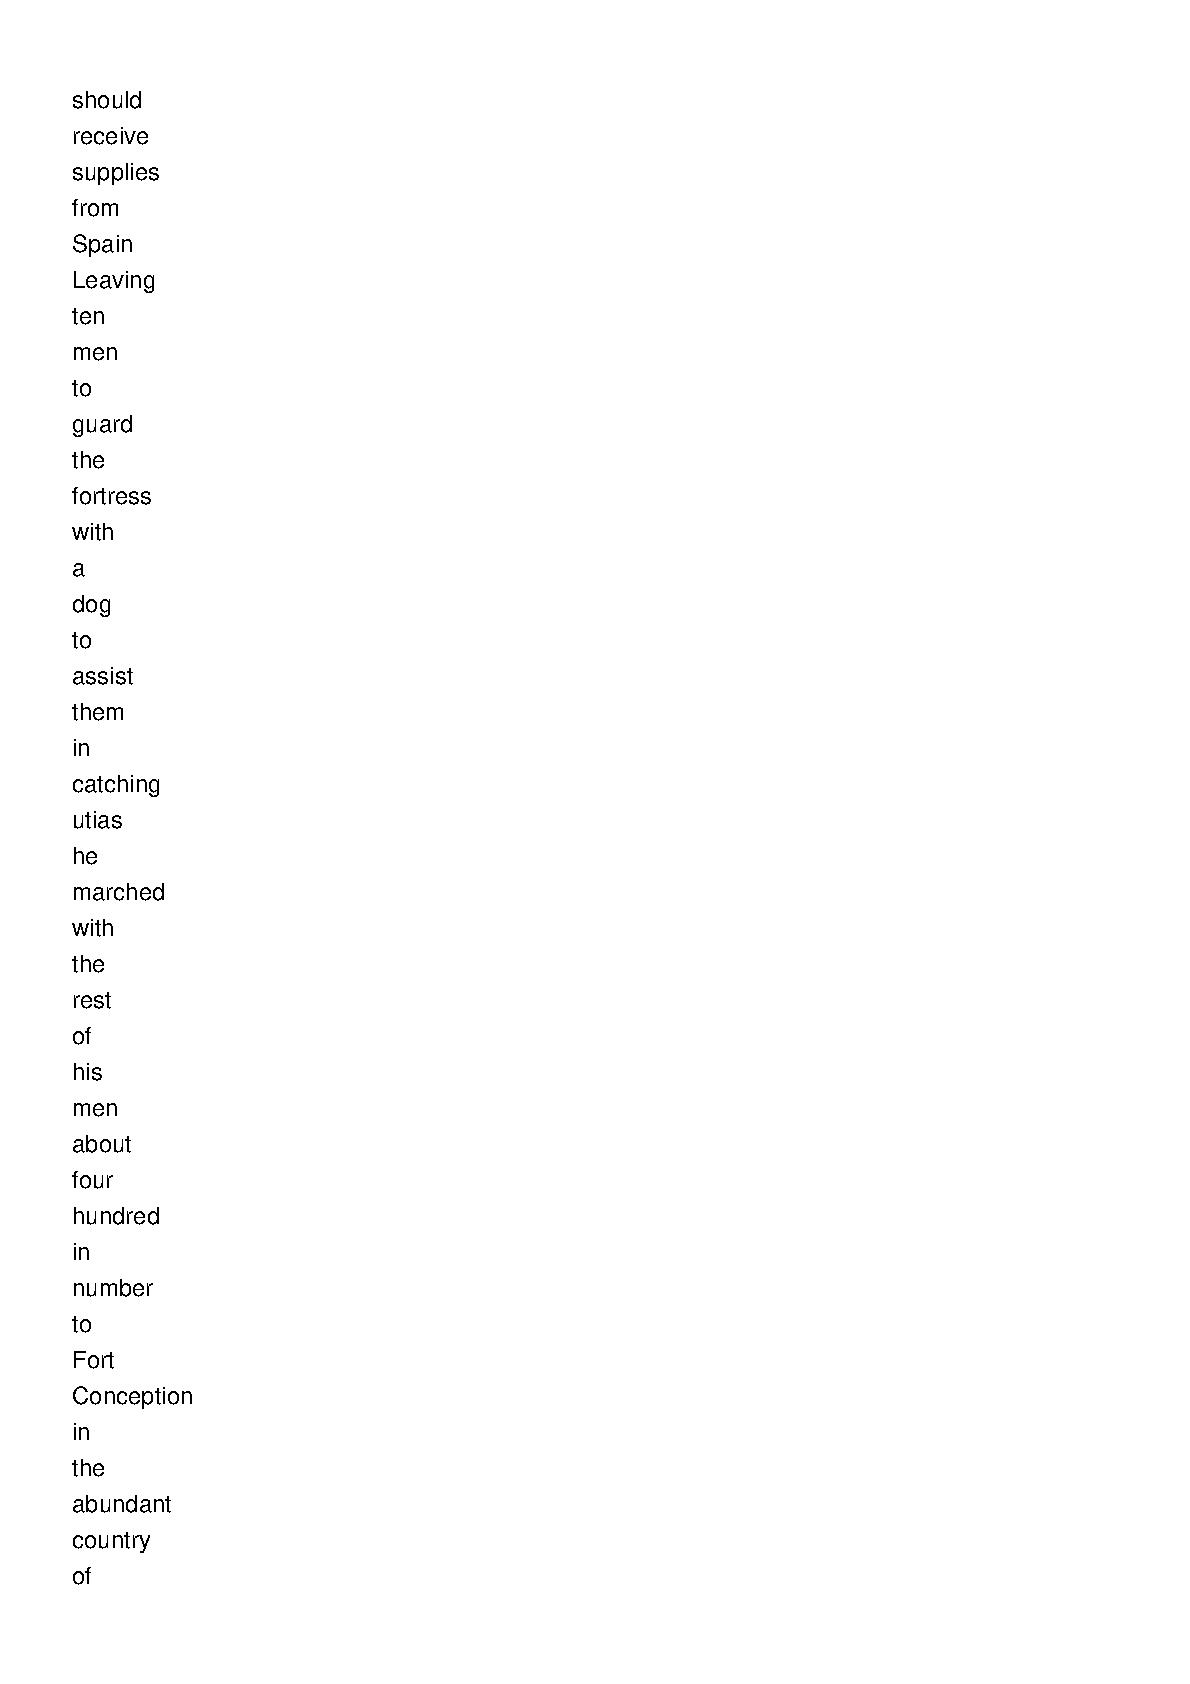 should
receive
supplies
from
Spain
Leaving
ten
men
to
guard
the
fortress
with
a
dog
to
assist
them
in
catching
utias
he
marched
with
the
rest
of
his
men
about
four
hundred
in
number
to
Fort
Conception
in
the
abundant
country
of